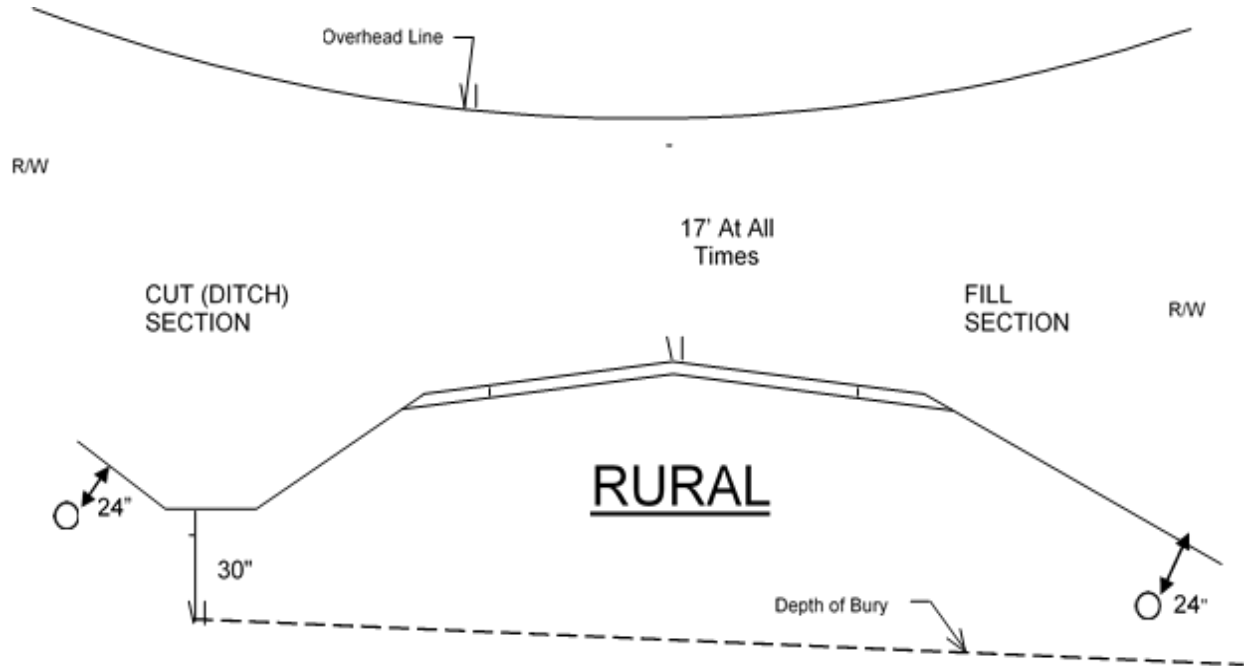 Overhead Line
R/W
17' At All
Times
CUT (DITCH)
SECTION
FILL
SECTION
R/W
RURAL
24"
30"
Depth of Bury
24"